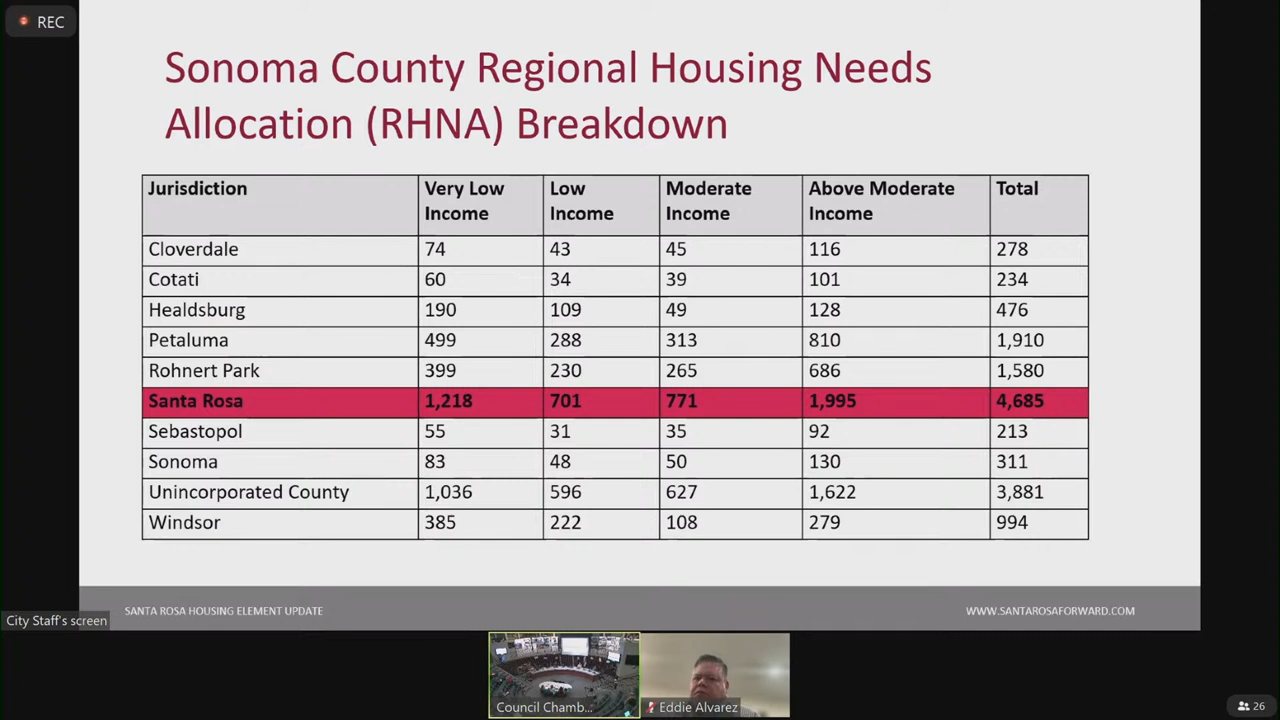 REC
Sonoma County Regional Housing Needs
Allocation (RHNA) Breakdown
Jurisdiction Very Low Income Low Income Moderate Income Above Moderate Income Total
Cloverdale 74 43 45 116 278
Cotati 60 34 39 101 234
Healdsburg 190 109 49 128 476
Petaluma 499 288 313 810 1,910
Rohnert Park 399 230 265 686 1,580
Santa Rosa 1,218 701 771 1,995 4,685
Sebastopol 55 31 35 92 213
Sonoma 83 48 50 130 311
Unincorporated County 1,036 596 627 1,622 3,881
Windsor 385 222 108 279 994
SANTA ROSA HOUSING ELEMENT UPDATE WWW.SANTAROSAFORWARD.COM
City Staff's screen
Council Chamb... Eddie Alvarez
26